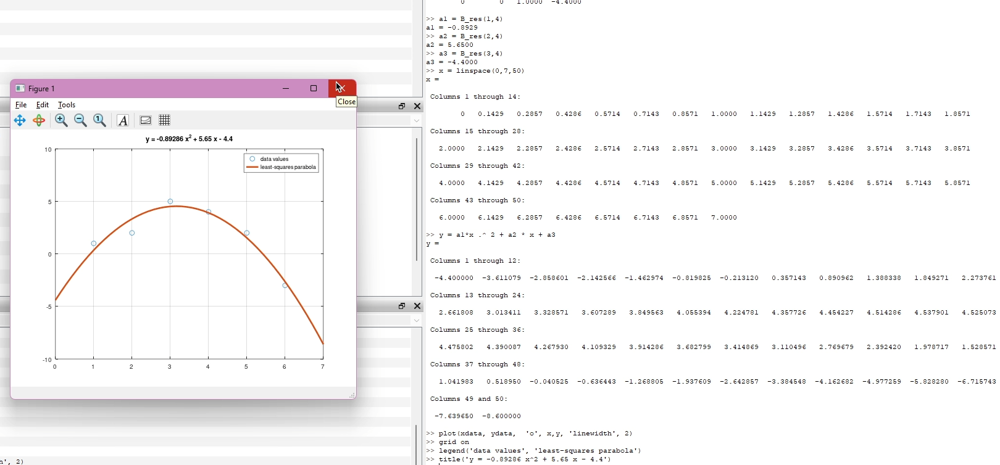 0 0 1.0000 -4.4000
>> a1 = B_res(1,4)
a1 = -0.8929
>> a2 = B_res(2,4)
a2 = 5.6500
>> a3 = B_res(3,4)
a3 = -4.4000
>> x = linspace(0,7,50)
x =
Columns 1 through 14:
0 0.1429 0.2857 0.4286 0.5714 0.7143 0.8571 1.0000 1.1429 1.2857 1.4286 1.5714 1.7143 1.8571
Columns 15 through 28:
2.0000 2.1429 2.2857 2.4286 2.5714 2.7143 2.8571 3.0000 3.1429 3.2857 3.4286 3.5714 3.7143 3.8571
Columns 29 through 42:
4.0000 4.1429 4.2857 4.4286 4.5714 4.7143 4.8571 5.0000 5.1429 5.2857 5.4286 5.5714 5.7143 5.8571
Columns 43 through 50:
6.0000 6.1429 6.2857 6.4286 6.5714 6.7143 6.8571 7.0000
>> y = a1*x .^ 2 + a2 * x + a3
y =
Columns 1 through 12:
-4.400000 -3.611079 -2.858601 -2.142566 -1.462974 -0.819825 -0.213120 0.357143 0.890962 1.388338 1.849271 2.273761
Columns 13 through 24:
2.661808 3.013411 3.328571 3.607289 3.849563 4.055394 4.224781 4.357726 4.454227 4.514286 4.537901 4.525073
Columns 25 through 36:
4.475802 4.390087 4.267930 4.109329 3.914286 3.682799 3.414869 3.110496 2.769679 2.392420 1.978717 1.528571
Columns 37 through 48:
1.041983 0.518950 -0.040525 -0.636443 -1.268805 -1.937609 -2.642857 -3.384548 -4.162682 -4.977259 -5.828280 -6.715743
Columns 49 and 50:
-7.639650 -8.600000
>> plot(xdata, ydata, 'o', x,y, 'linewidth', 2)
>> grid on
>> legend('data values', 'least-squares parabola')
>> title('y = -0.89286 x^2 + 5.65 x - 4.4')
Figure 1
Close
File Edit Tools
1 A
y = -0.89286 x² + 5.65 x - 4.4
data values
least-squares parabola
10
5
0
-5
-10
0 1 2 3 4 5 6 7
', 2)